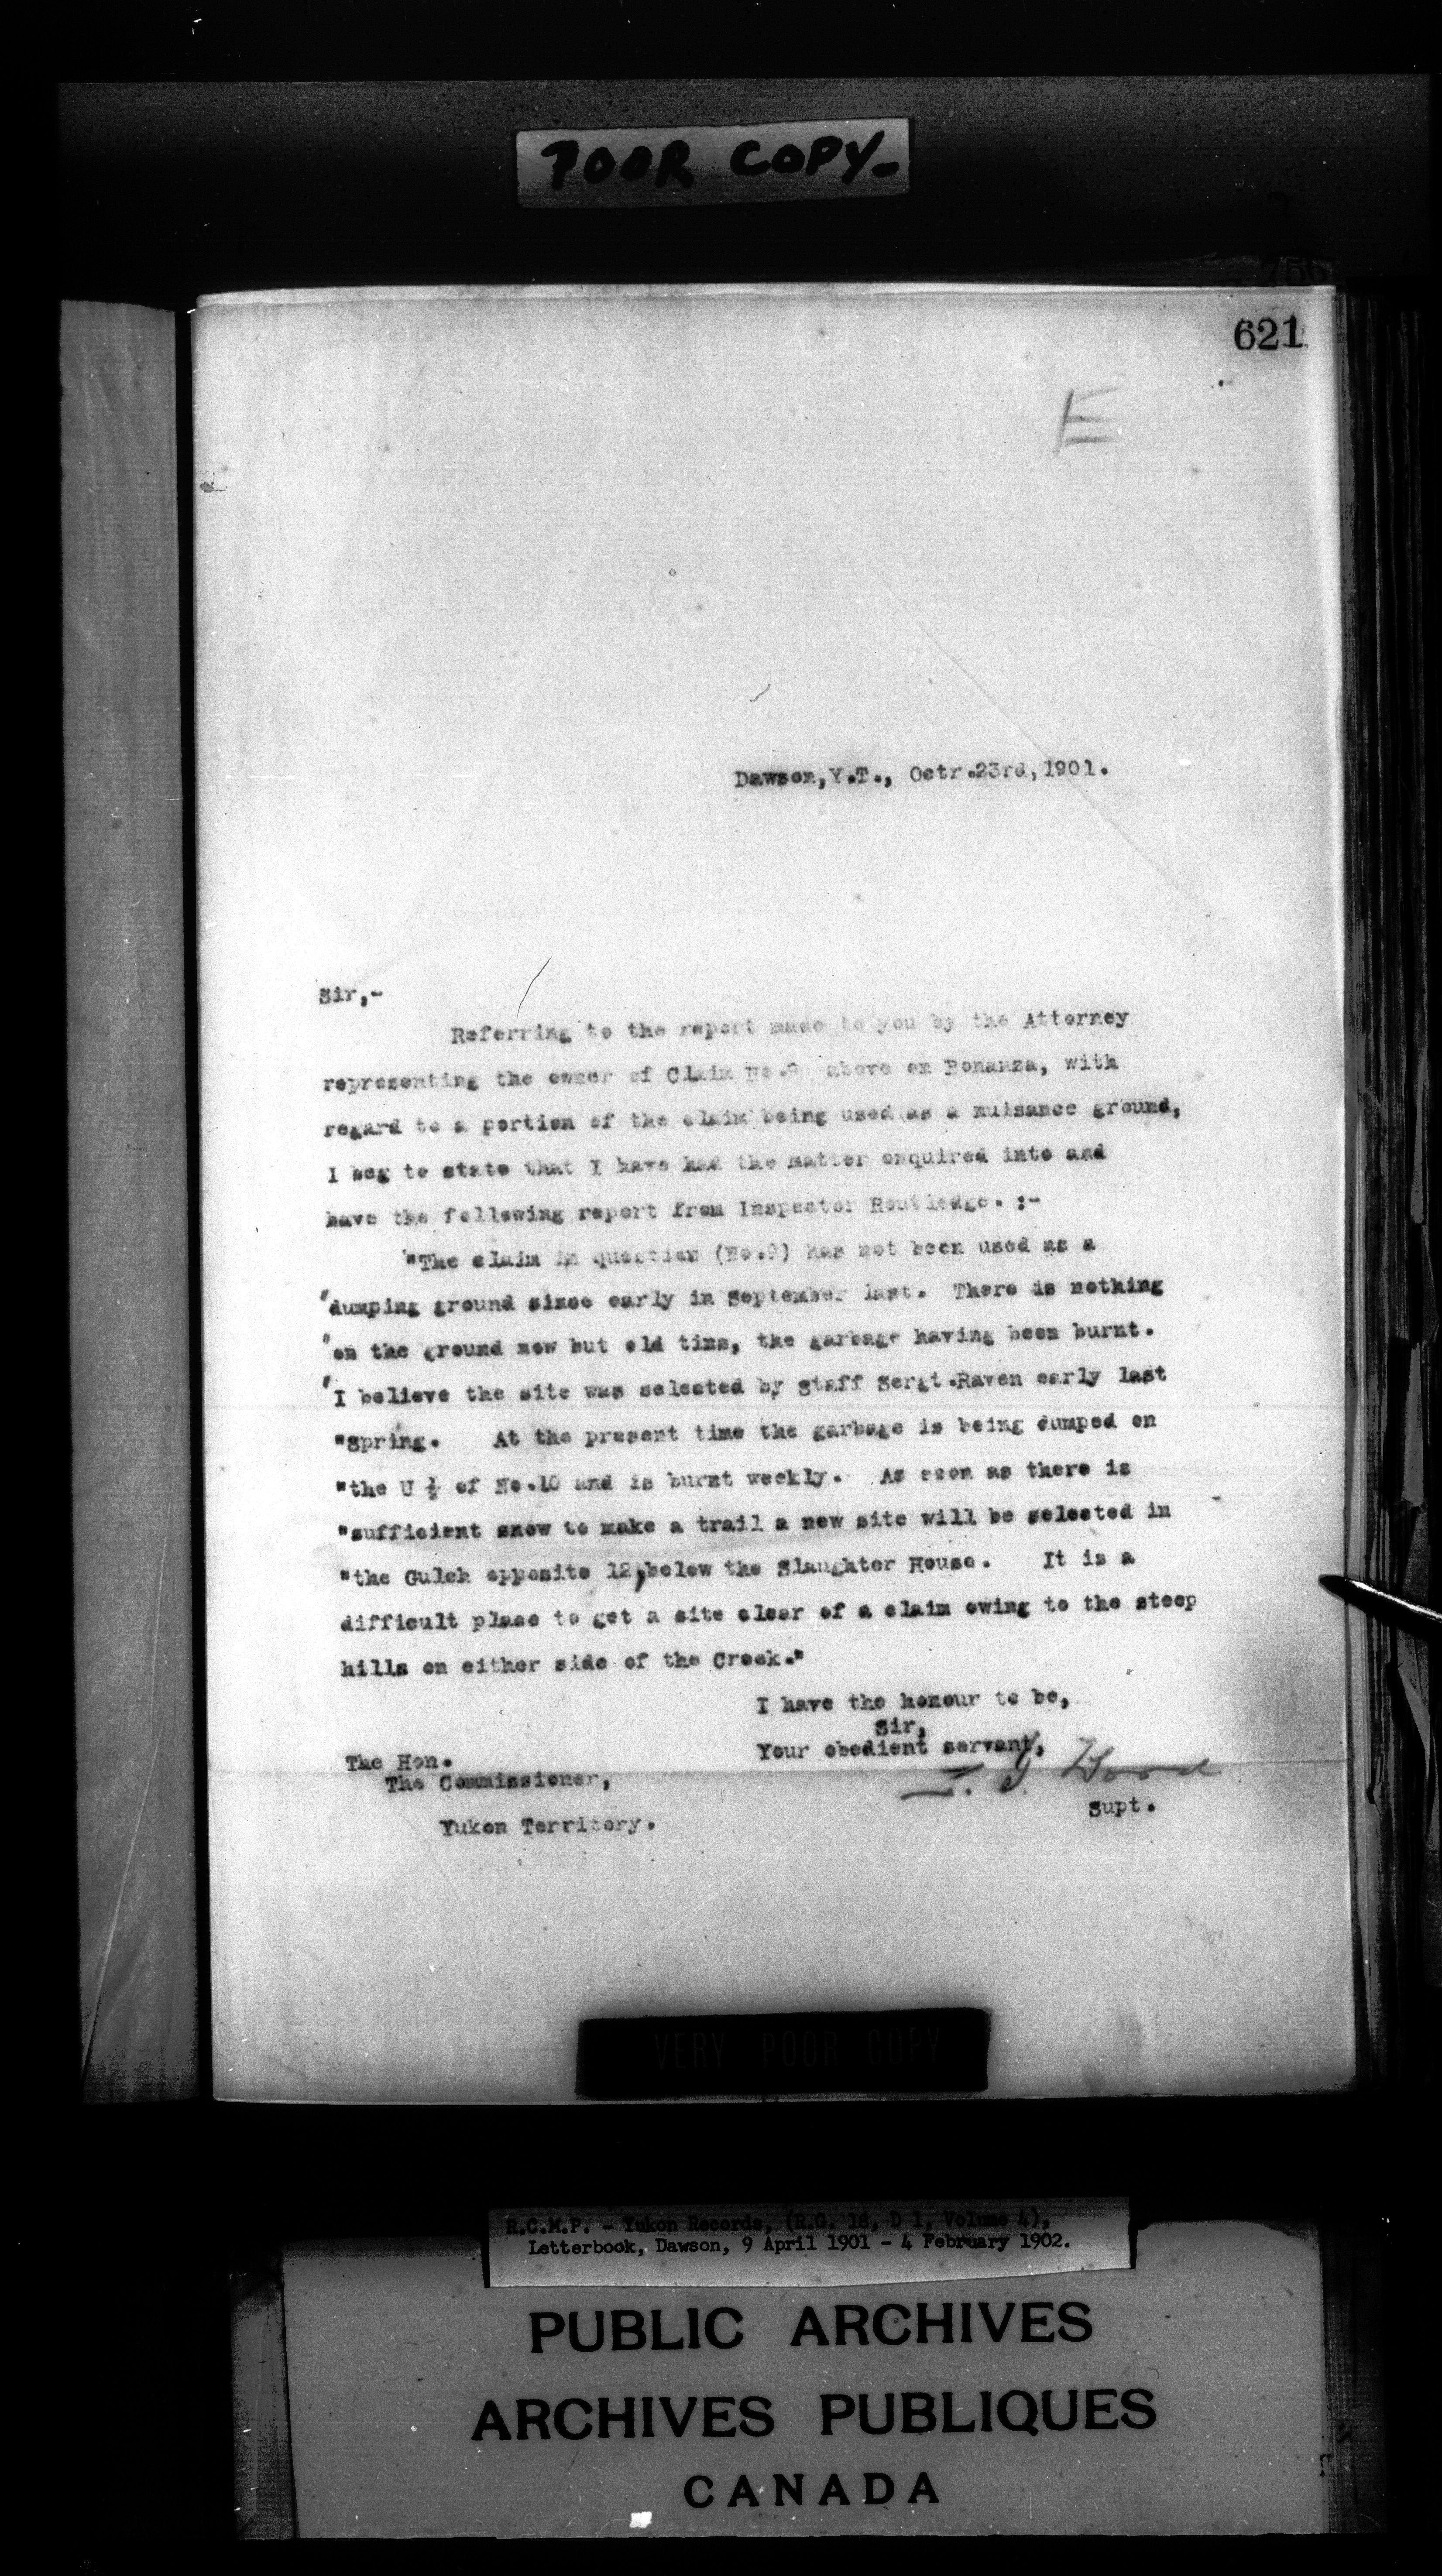 POOR COPY-
756
621
E
Dawson,Y.T., Octr.23rd,1901.
Sir,-
Referring to the report made to you by the Attorney
representing the owner of Claim No.9 above on Bonanza, with
regard to a portion of the claim being used as a nuisance ground,
I beg to state that I have had the matter enquired into and
have the following report from Inspector Routledge. :-
"The claim in question (No.9) has not been used as a
"dumping ground since early in September last. There is nothing
"on the ground now but old tins, the garbage having been burnt.
"I believe the site was selected by Staff Sergt.Raven early last
"Spring. At the present time the garbage is being dumped on
"the U ½ of No.10 and is burnt weekly. As soon as there is
"sufficient snow to make a trail a new site will be selected in
"the Gulch opposite 12,below the Slaughter House. It is a
difficult place to get a site clear of a claim owing to the steep
hills on either side of the Creek."
I have the honour to be,
Sir,
Your obedient servant,
Z. T. Wood
Supt.
The Hon.
The Commissioner,
Yukon Territory.
VERY POOR COPY
R.C.M.P. - Yukon Records, (R.G. 18, D 1, Volume 4),
Letterbook, Dawson, 9 April 1901 - 4 February 1902.
PUBLIC ARCHIVES
ARCHIVES PUBLIQUES
CANADA